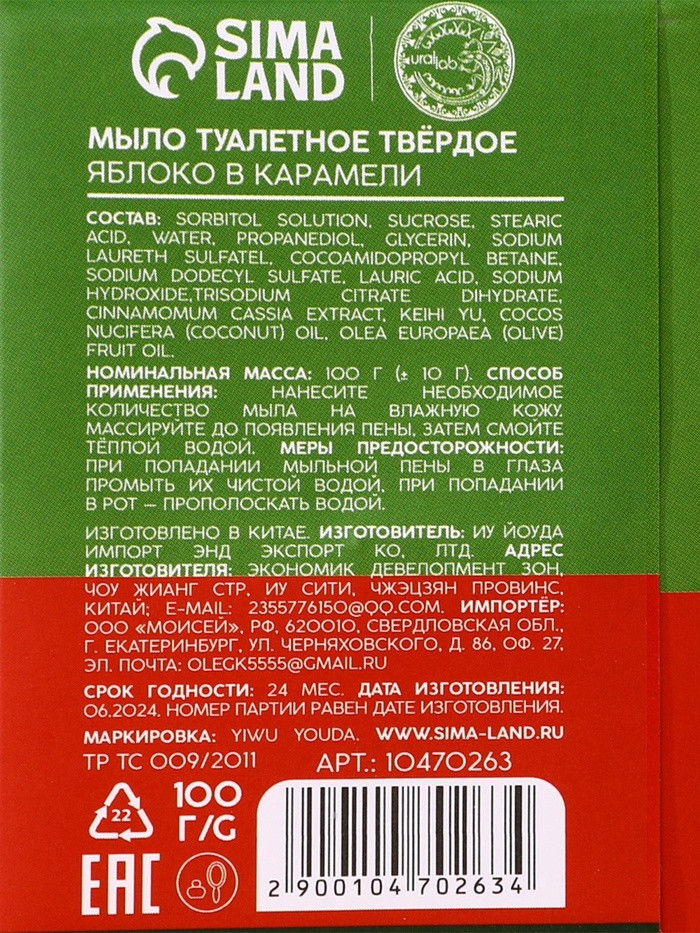 SIMA
LAND
ural lab
МЫЛО ТУАЛЕТНОЕ ТВЁРДОЕ
ЯБЛОКО В КАРАМЕЛИ
СОСТАВ: SORBITOL SOLUTION, SUCROSE, STEARIC
ACID, WATER, PROPANEDIOL, GLYCERIN, SODIUM
LAURETH SULFATEL, COCOAMIDOPROPYL BETAINE,
SODIUM DODECYL SULFATE, LAURIC ACID, SODIUM
HYDROXIDE,TRISODIUM CITRATE DIHYDRATE,
CINNAMOMUM CASSIA EXTRACT, KEIHI YU, COCOS
NUCIFERA (COCONUT) OIL, OLEA EUROPAEA (OLIVE)
FRUIT OIL.
НОМИНАЛЬНАЯ МАССА: 100 Г (± 10 Г). СПОСОБ
ПРИМЕНЕНИЯ: НАНЕСИТЕ НЕОБХОДИМОЕ
КОЛИЧЕСТВО МЫЛА НА ВЛАЖНУЮ КОЖУ.
МАССИРУЙТЕ ДО ПОЯВЛЕНИЯ ПЕНЫ, ЗАТЕМ СМОЙТЕ
ТЁПЛОЙ ВОДОЙ. МЕРЫ ПРЕДОСТОРОЖНОСТИ:
ПРИ ПОПАДАНИИ МЫЛЬНОЙ ПЕНЫ В ГЛАЗА
ПРОМЫТЬ ИХ ЧИСТОЙ ВОДОЙ, ПРИ ПОПАДАНИИ
В РОТ – ПРОПОЛОСКАТЬ ВОДОЙ.
ИЗГОТОВЛЕНО В КИТАЕ. ИЗГОТОВИТЕЛЬ: ИУ ЙОУДА
ИМПОРТ ЭНД ЭКСПОРТ КО, ЛТД. АДРЕС
ИЗГОТОВИТЕЛЯ: ЭКОНОМИК ДЕВЕЛОПМЕНТ ЗОН,
ЧОУ ЖИАНГ СТР, ИУ СИТИ, ЧЖЭЦЗЯН ПРОВИНС,
КИТАЙ; E-MAIL: 2355776150@QQ.COM. ИМПОРТЁР:
ООО «МОИСЕЙ», РФ, 620010, СВЕРДЛОВСКАЯ ОБЛ.,
Г. ЕКАТЕРИНБУРГ, УЛ. ЧЕРНЯХОВСКОГО, Д. 86, ОФ. 27,
ЭЛ. ПОЧТА: OLEGK5555@GMAIL.RU
СРОК ГОДНОСТИ: 24 МЕС. ДАТА ИЗГОТОВЛЕНИЯ:
06.2024. НОМЕР ПАРТИИ РАВЕН ДАТЕ ИЗГОТОВЛЕНИЯ.
МАРКИРОВКА: YIWU YOUDA. WWW.SIMA-LAND.RU
ТР ТС 009/2011 АРТ.: 10470263
22
100
Г/G
EAC
2 900104 702634